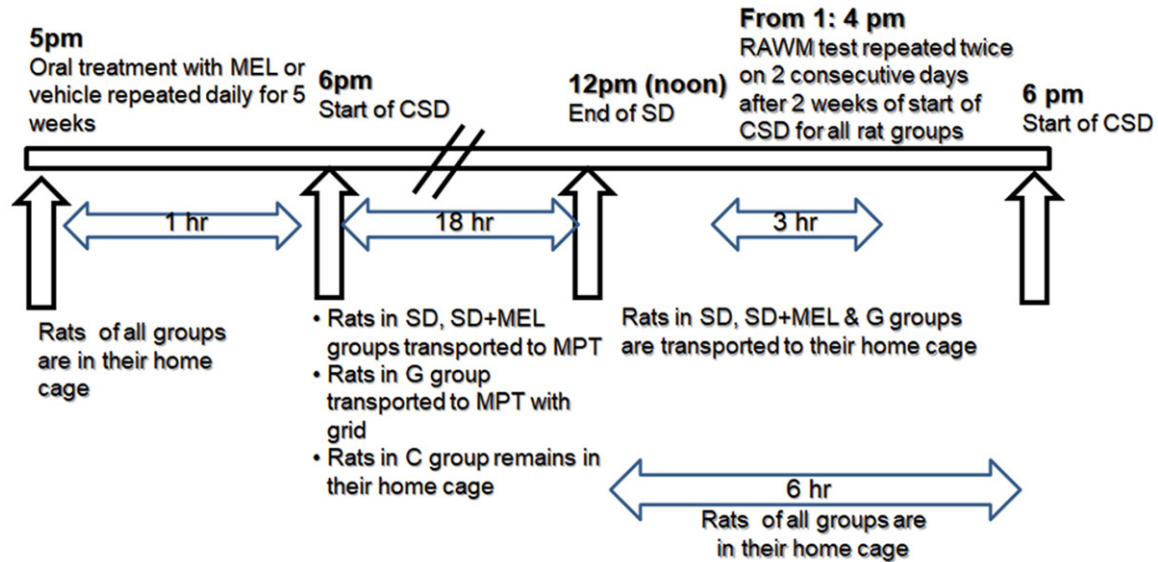 5pm
Oral treatment with MEL or
vehicle repeated daily for 5
weeks
6pm
Start of CSD
12pm (noon)
End of SD
From 1: 4 pm
RAWM test repeated twice
on 2 consecutive days
after 2 weeks of start of
CSD for all rat groups
6 pm
Start of CSD
1 hr
18 hr
3 hr
Rats of all groups
are in their home
cage
• Rats in SD, SD+MEL
groups transported to MPT
• Rats in G group
transported to MPT with
grid
• Rats in C group remains in
their home cage
Rats in SD, SD+MEL & G groups
are transported to their home cage
6 hr
Rats of all groups are
in their home cage